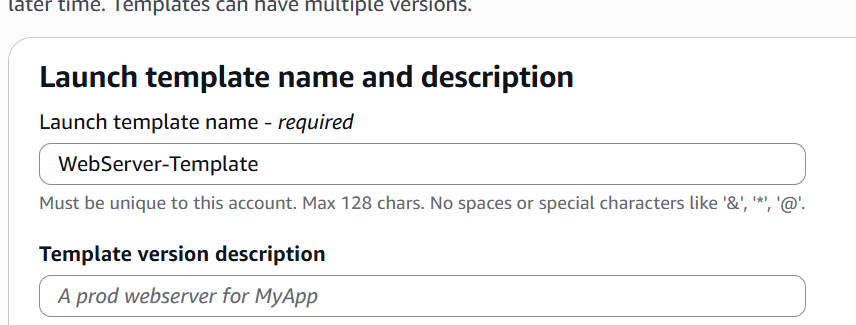 later time. Templates can have multiple versions.
Launch template name and description
Launch template name - required
WebServer-Template
Must be unique to this account. Max 128 chars. No spaces or special characters like '&', '*', '@'.
Template version description
A prod webserver for MyApp